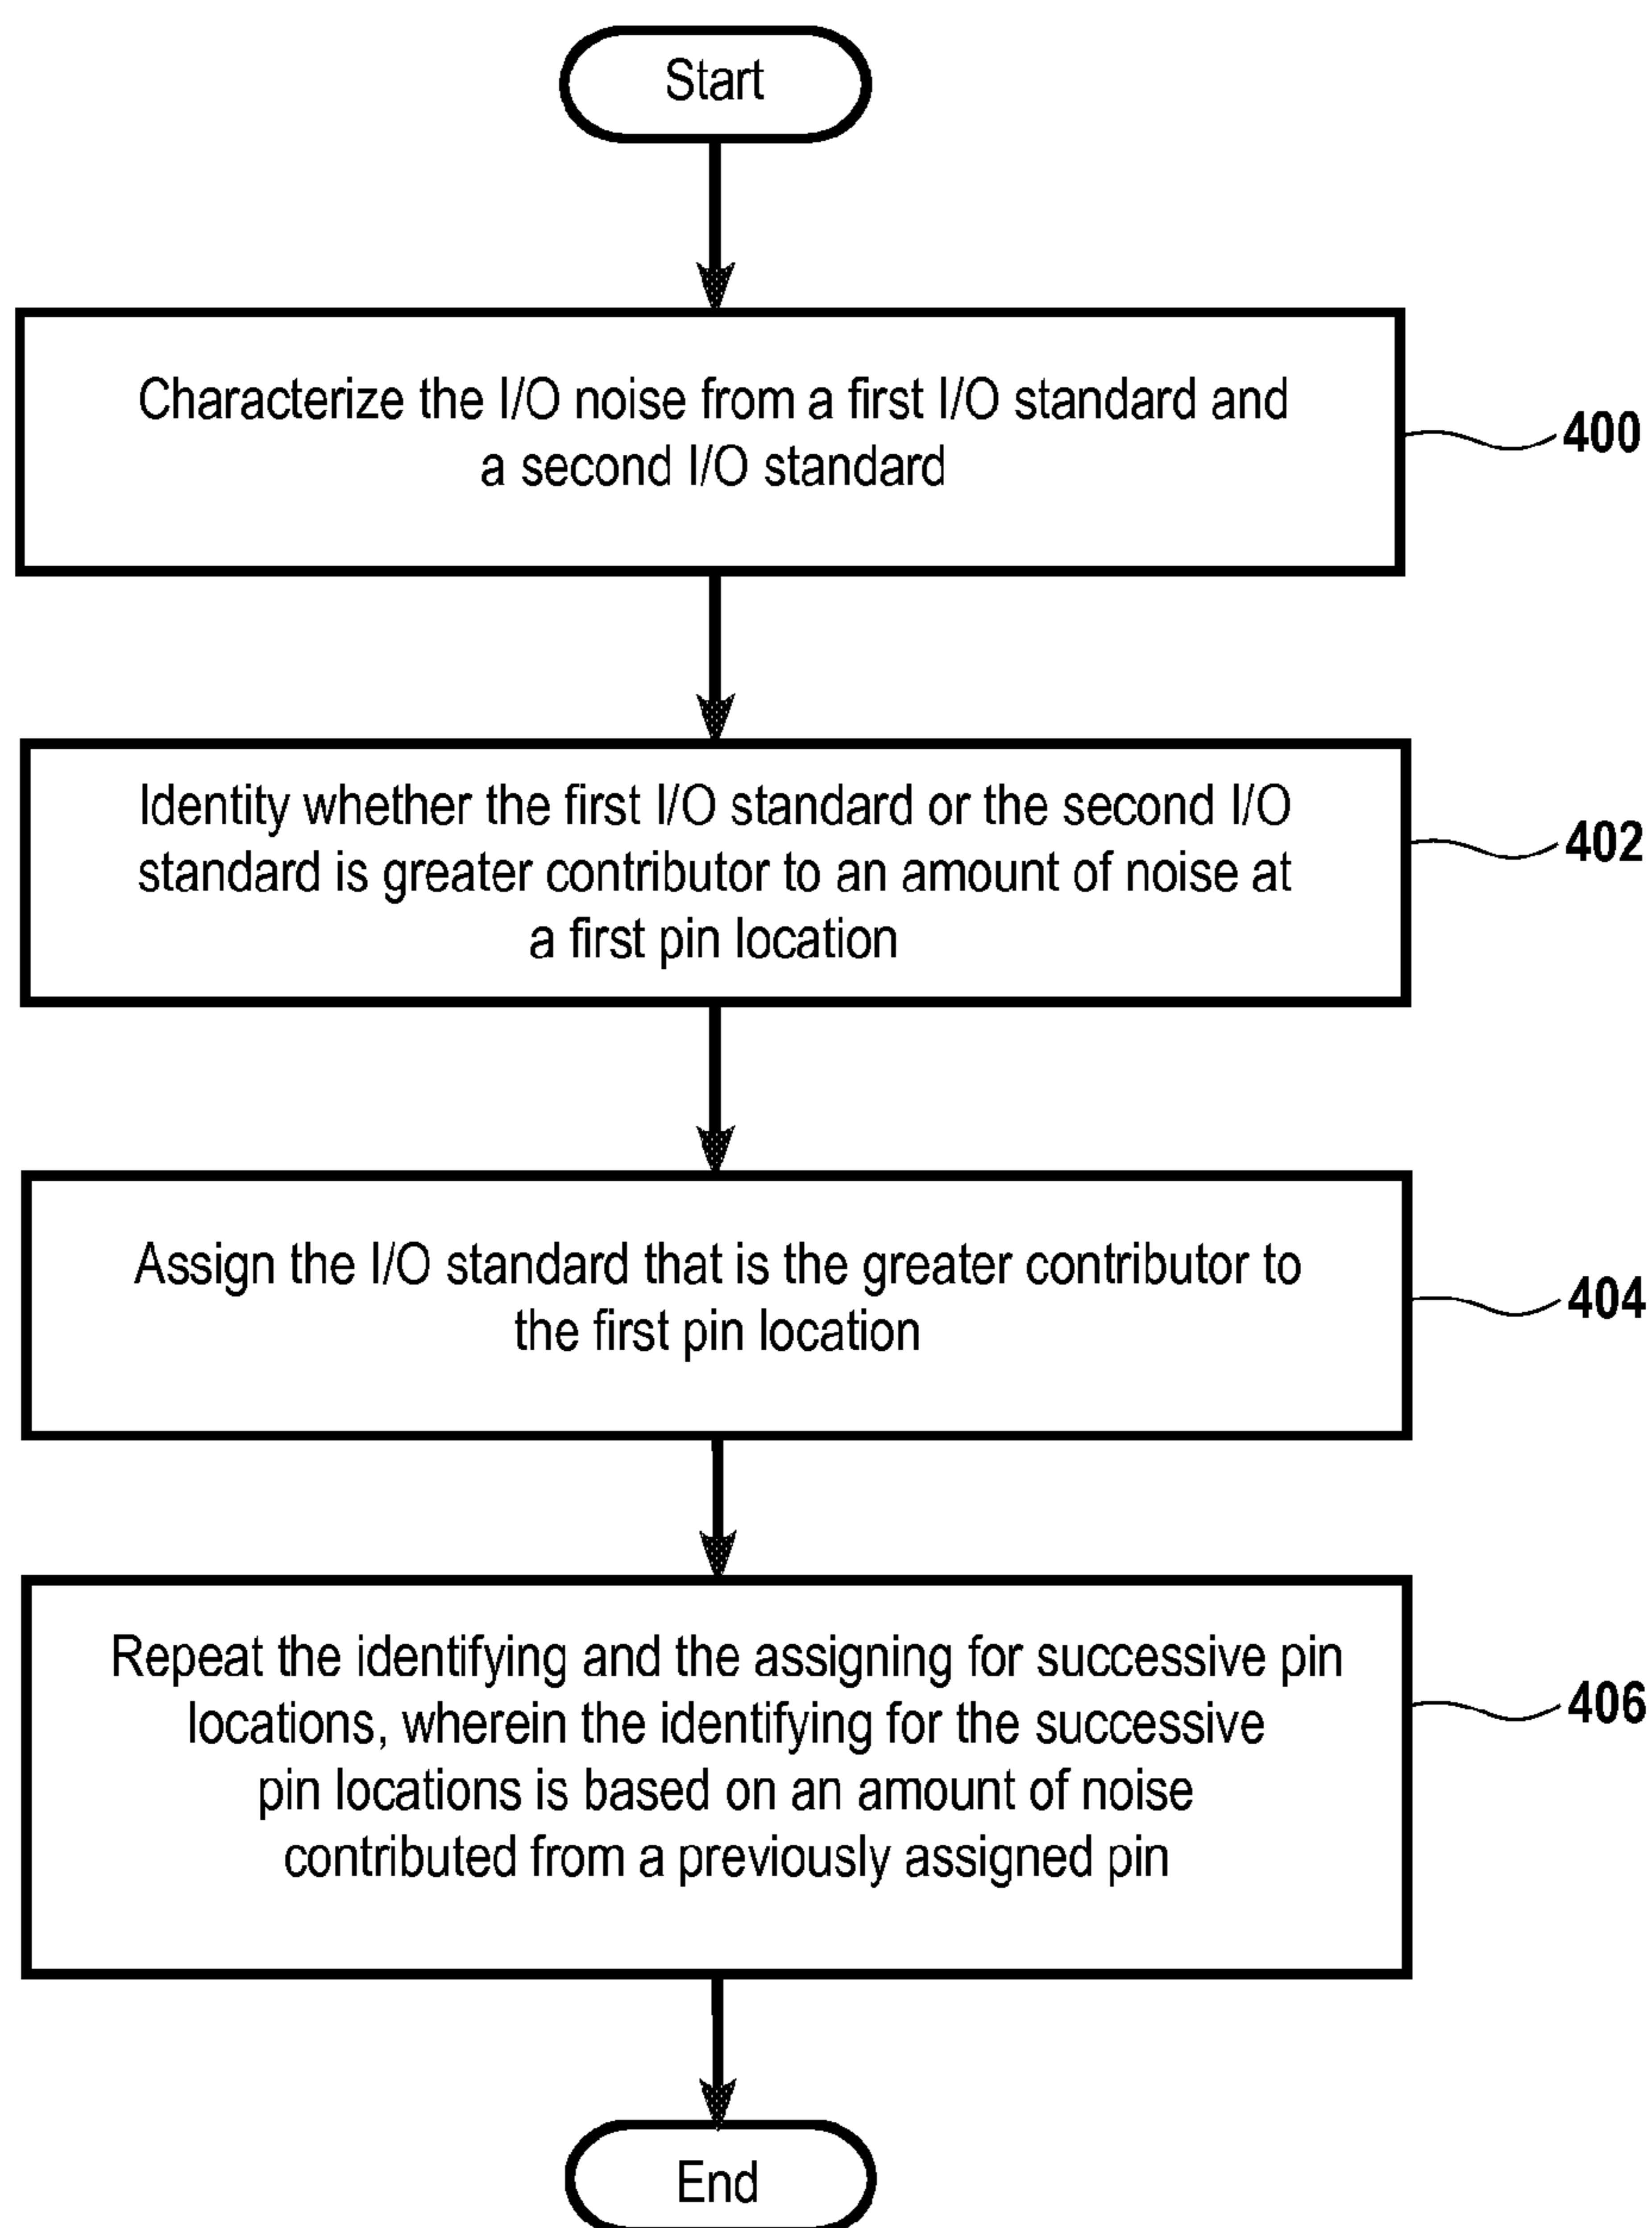 Start
Characterize the I/O noise from a first I/O standard and
a second I/O standard
400
Identity whether the first I/O standard or the second I/O
standard is greater contributor to an amount of noise at
a first pin location
402
Assign the I/O standard that is the greater contributor to
the first pin location
404
Repeat the identifying and the assigning for successive pin
locations, wherein the identifying for the successive
pin locations is based on an amount of noise
contributed from a previously assigned pin
406
End